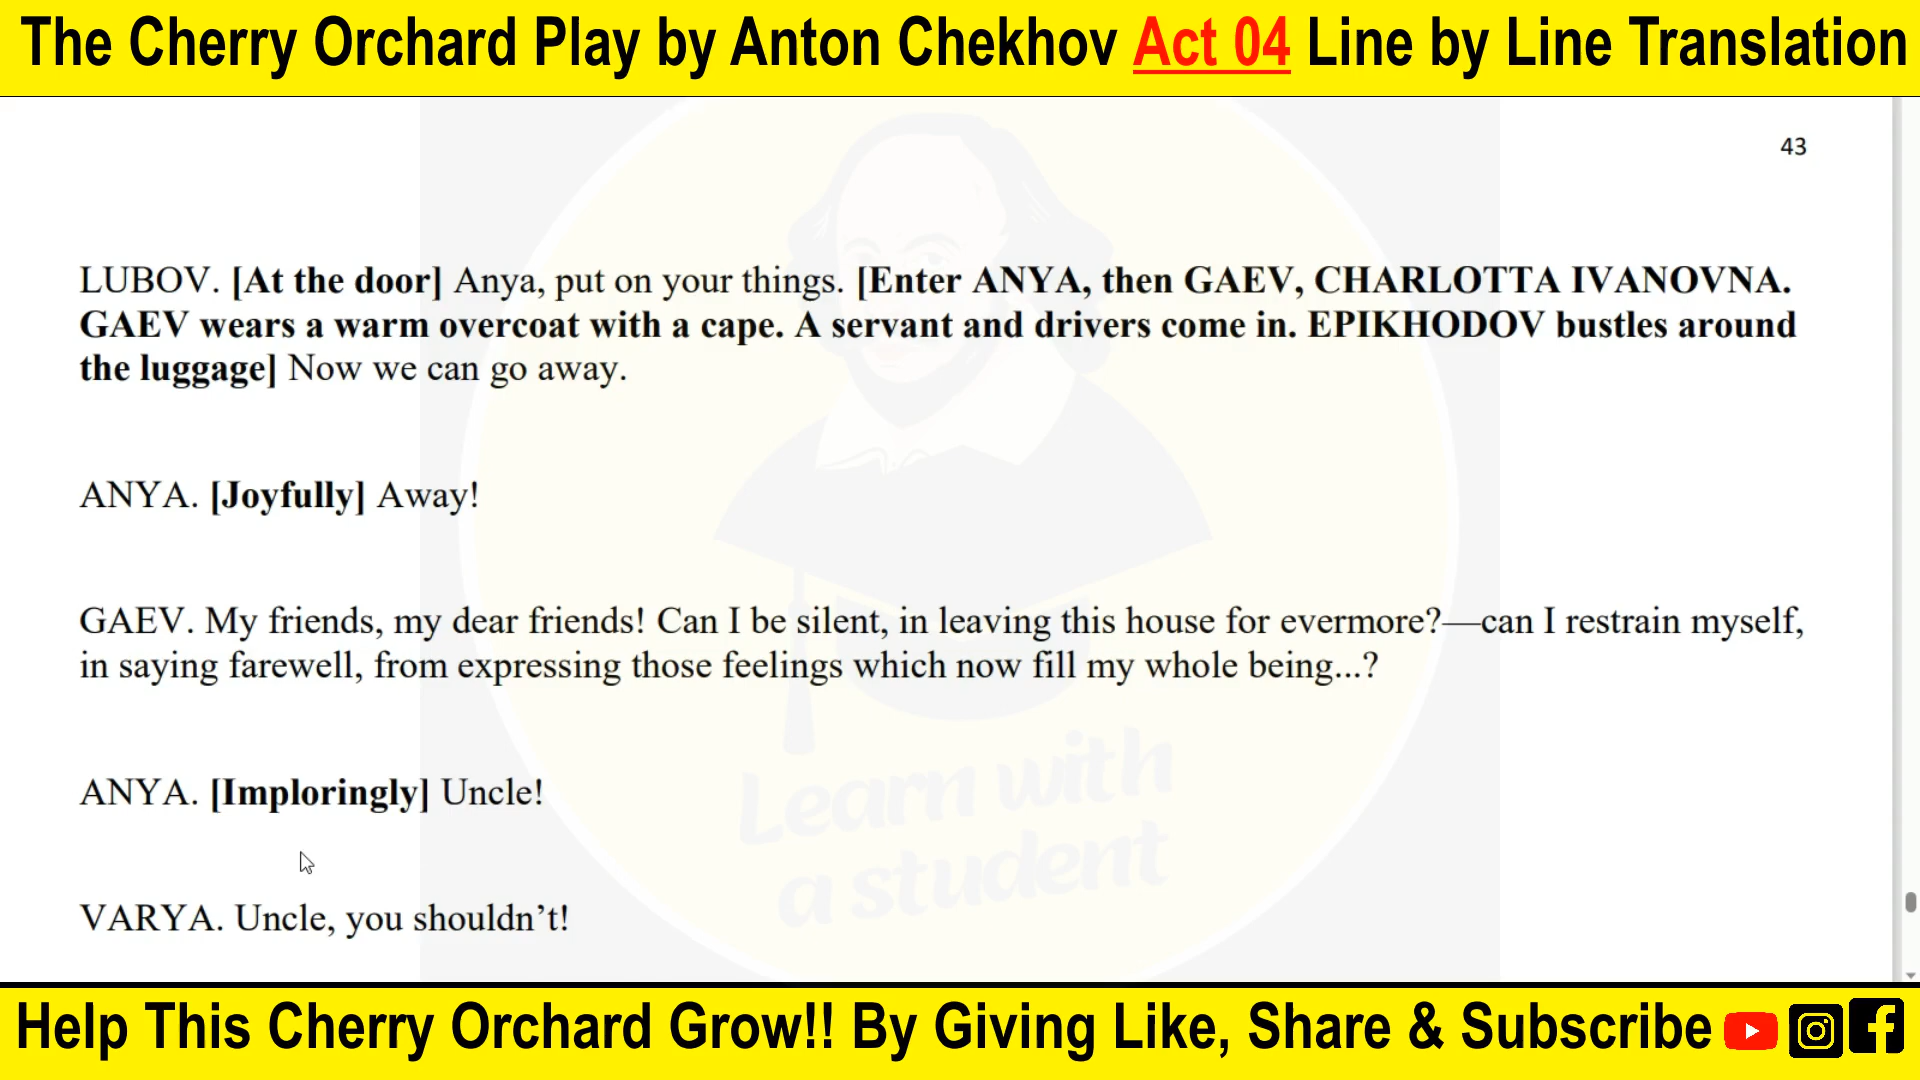 The Cherry Orchard Play by Anton Chekhov Act 04 Line by Line Translation
43
LUBOV. [At the door] Anya, put on your things. [Enter ANYA, then GAEV, CHARLOTTA IVANOVNA.
GAEV wears a warm overcoat with a cape. A servant and drivers come in. EPIKHODOV bustles around
the luggage] Now we can go away.
ANYA. [Joyfully] Away!
GAEV. My friends, my dear friends! Can I be silent, in leaving this house for evermore?—can I restrain myself,
in saying farewell, from expressing those feelings which now fill my whole being...?
ANYA. [Imploringly] Uncle!
Learn with
a student
VARYA. Uncle, you shouldn’t!
Help This Cherry Orchard Grow!! By Giving Like, Share & Subscribe